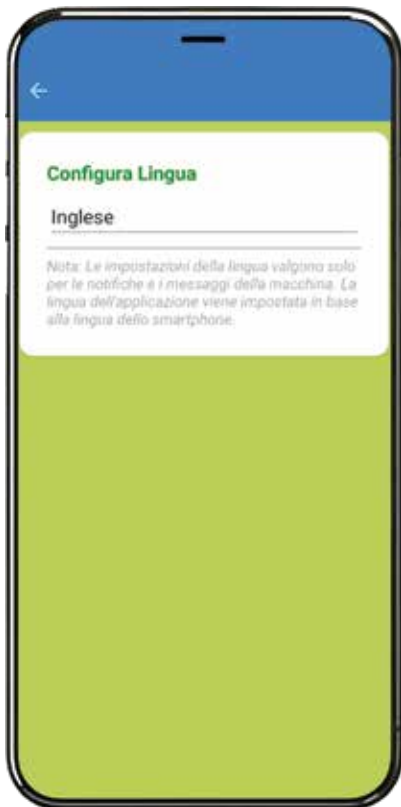 Configura Lingua
Inglese
Nota: Le impostazioni della lingua valgono solo
per le notifiche e i messaggi della macchina. La
lingua dell'applicazione viene impostata in base
alla lingua dello smartphone.